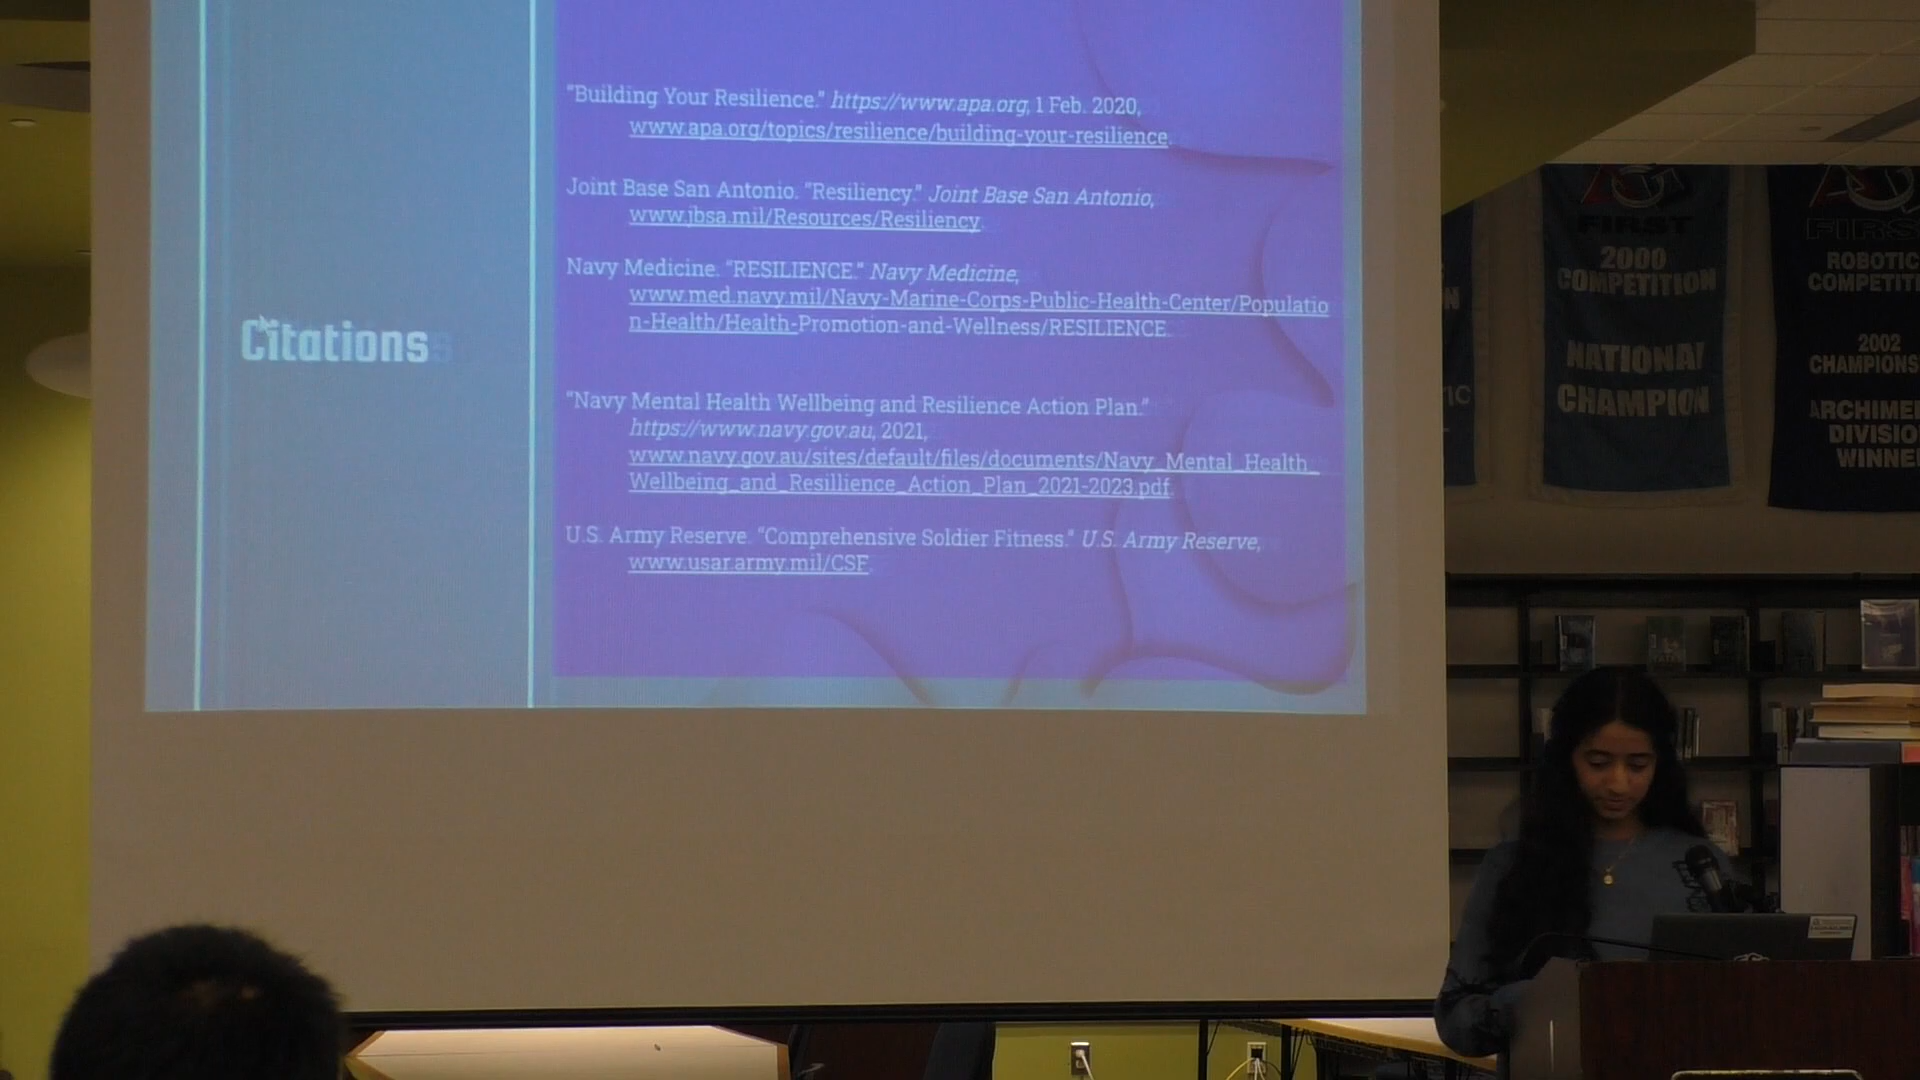 "Building Your Resilience." https://www.apa.org, 1 Feb. 2020,
www.apa.org/topics/resilience/building-your-resilience.
Joint Base San Antonio. "Resiliency." Joint Base San Antonio,
www.jbsa.mil/Resources/Resiliency.
Navy Medicine. "RESILIENCE." Navy Medicine,
www.med.navy.mil/Navy-Marine-Corps-Public-Health-Center/Populatio
n-Health/Health-Promotion-and-Wellness/RESILIENCE.
Citations
"Navy Mental Health Wellbeing and Resilience Action Plan."
https://www.navy.gov.au, 2021,
www.navy.gov.au/sites/default/files/documents/Navy_Mental_Health_
Wellbeing_and_Resillience_Action_Plan_2021-2023.pdf.
U.S. Army Reserve. "Comprehensive Soldier Fitness." U.S. Army Reserve,
www.usar.army.mil/CSF.
FIRST
2000
COMPETITION
NATIONAL
CHAMPION
FIRST
ROBOTIC
COMPETITI
2002
CHAMPIONS
ARCHIME
DIVISIO
WINNE